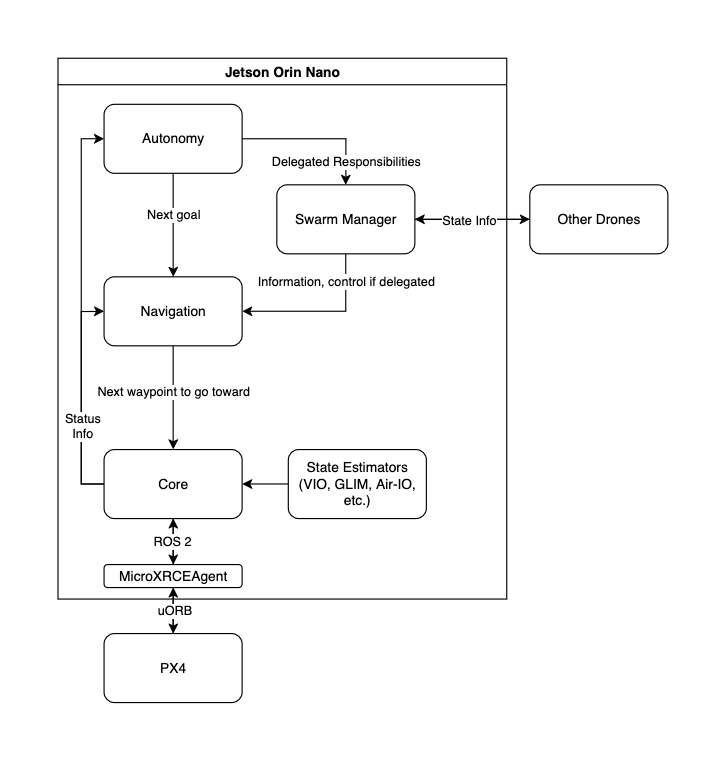 Jetson Orin Nano
Autonomy
Delegated Responsibilities
Next goal
Swarm Manager
State Info
Other Drones
Information, control if delegated
Navigation
Next waypoint to go toward
Status
Info
Core
State Estimators
(VIO, GLIM, Air-IO,
etc.)
ROS 2
MicroXRCEAgent
uORB
PX4